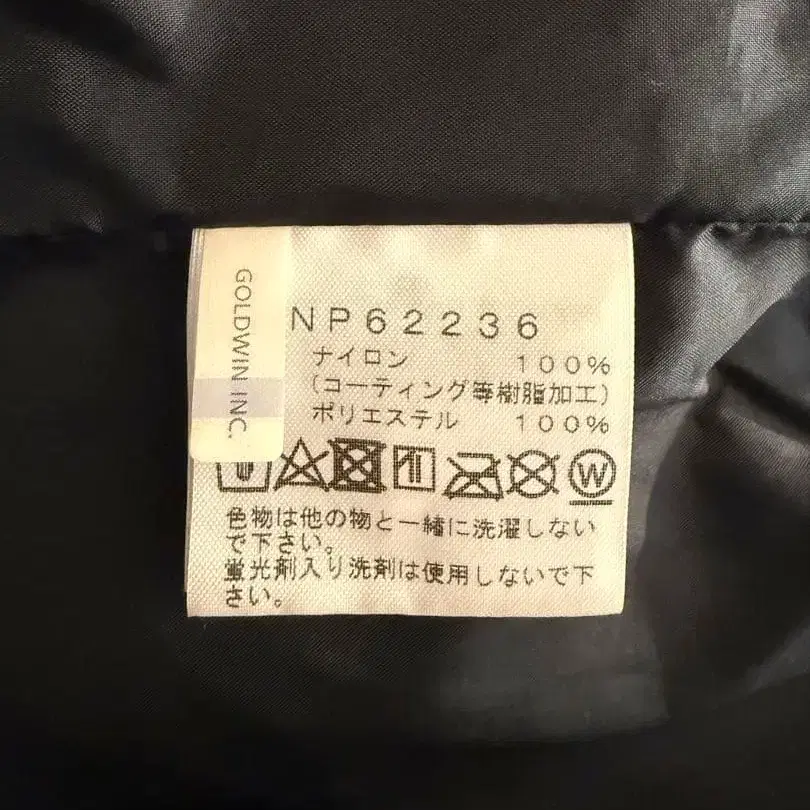 GOLDWIN INC.
NP62236
ナイロン 100%
(コーティング等樹脂加工)
ポリエステル 100%
W
色物は他の物と一緒に洗濯しない
で下さい。
蛍光剤入り洗剤は使用しないで下
さい。